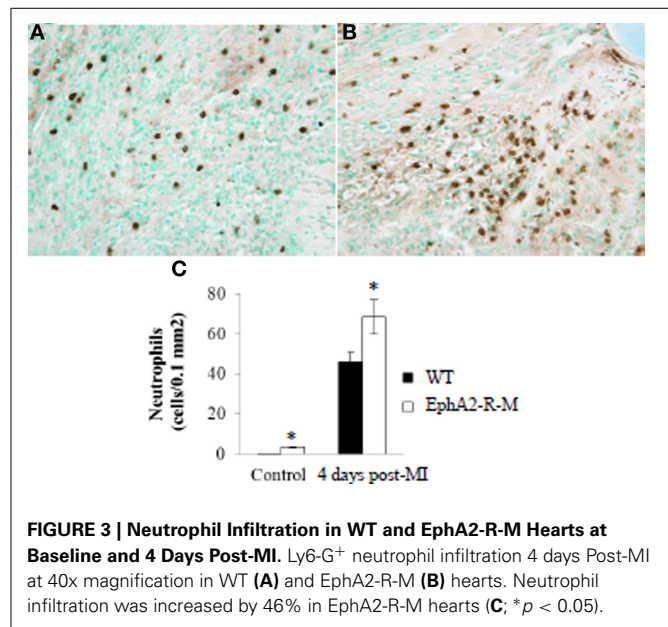 A
B
C
80
60
40
20
0
Neutrophils
(cells/0.1 mm2)
*
*
Control 4 days post-MI
WT
EphA2-R-M
FIGURE 3 | Neutrophil Infiltration in WT and EphA2-R-M Hearts at
Baseline and 4 Days Post-MI. Ly6-G⁺ neutrophil infiltration 4 days Post-MI
at 40x magnification in WT (A) and EphA2-R-M (B) hearts. Neutrophil
infiltration was increased by 46% in EphA2-R-M hearts (C; *p < 0.05).